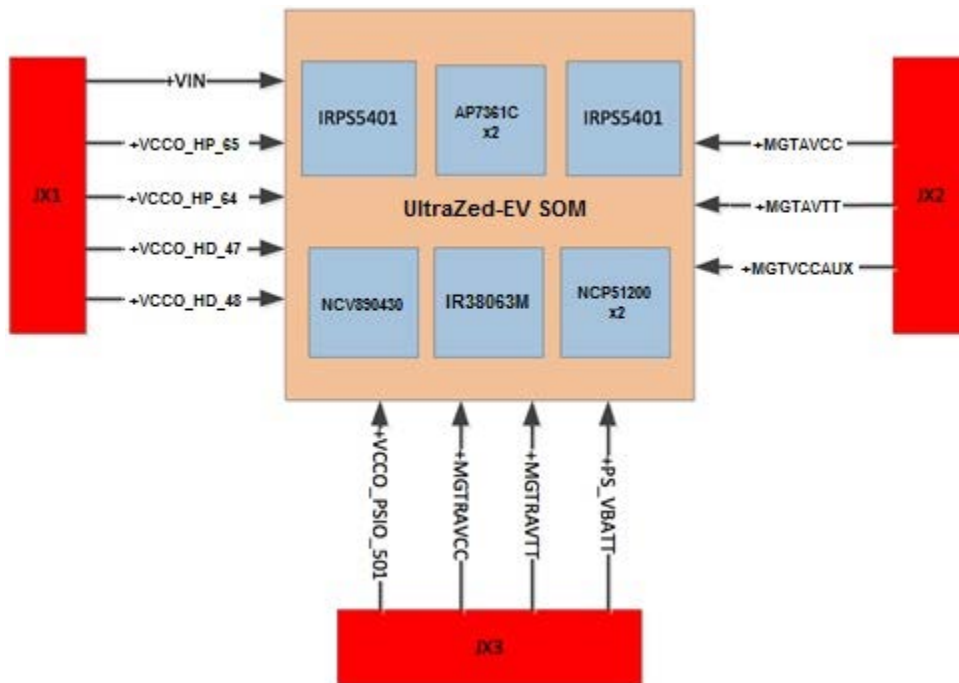 +VIN
+VCCO_HP_65
+VCCO_HP_64
+VCCO_HD_47
+VCCO_HD_48
JX1
IRPS5401
AP7361C
x2
IRPS5401
UltraZed-EV SOM
NCV890430
IR38063M
NCP51200
x2
+MGTAVCC
+MGTAVTT
+MGTVCCAUX
JX2
+VCCO_PSIO_501
+MGTRAVCC
+MGTRAVTT
+PS_VBATT
JX3